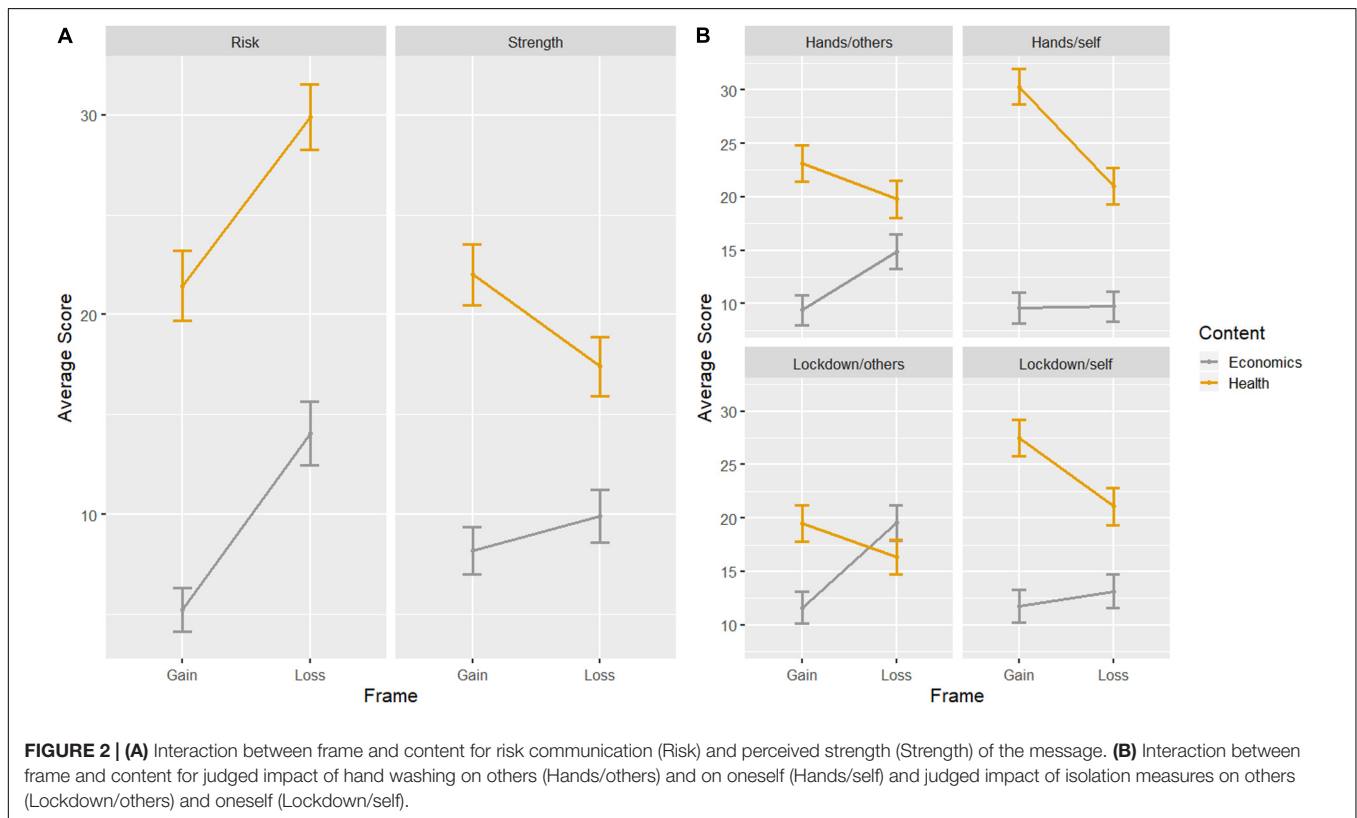 A
Risk
Strength
30
20
10
Average Score
Gain
Loss
Gain
Loss
Frame
B
Hands/others
Hands/self
30
25
20
15
10
Lockdown/others
Lockdown/self
30
25
20
15
10
Average Score
Average Score
Gain
Loss
Gain
Loss
Frame
Content
Economics
Health
FIGURE 2 | (A) Interaction between frame and content for risk communication (Risk) and perceived strength (Strength) of the message. (B) Interaction between
frame and content for judged impact of hand washing on others (Hands/others) and on oneself (Hands/self) and judged impact of isolation measures on others
(Lockdown/others) and oneself (Lockdown/self).